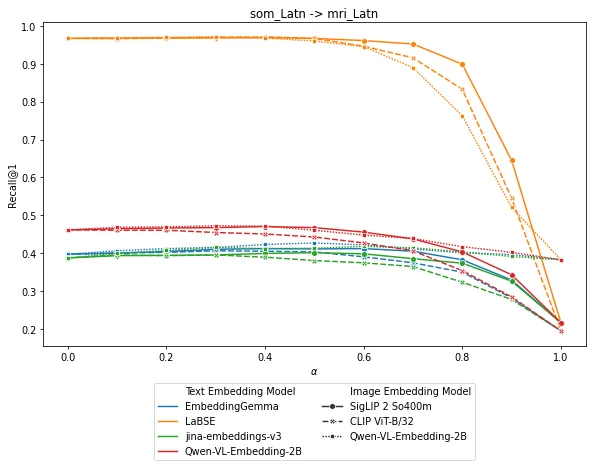 som_Latn -> mri_Latn
1.0
0.9
0.8
0.7
0.6
0.5
0.4
0.3
0.2
Recall@1
0.0 0.2 0.4 0.6 0.8 1.0
α
Text Embedding Model Image Embedding Model
EmbeddingGemma SigLIP 2 So400m
LaBSE CLIP ViT-B/32
jina-embeddings-v3 Qwen-VL-Embedding-2B
Qwen-VL-Embedding-2B